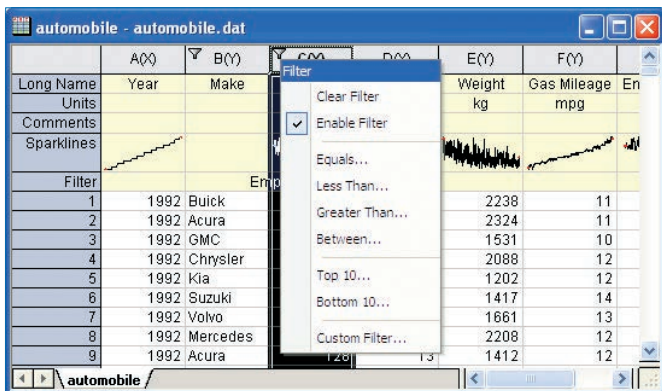 automobile - automobile.dat
A(X) B(Y) C(Y) D(Y) E(Y) F(Y)
Filter
Long Name Year Make Weight Gas Mileage En
Units kg mpg
Comments
Sparklines
Filter Em
Clear Filter
Enable Filter
Equals...
Less Than...
Greater Than...
Between...
Top 10...
Bottom 10...
Custom Filter...
1 1992 Buick 2238 11
2 1992 Acura 2324 11
3 1992 GMC 1531 10
4 1992 Chrysler 2088 12
5 1992 Kia 1202 12
6 1992 Suzuki 1417 14
7 1992 Volvo 1661 13
8 1992 Mercedes 2208 12
9 1992 Acura 128 13 1412 12
automobile